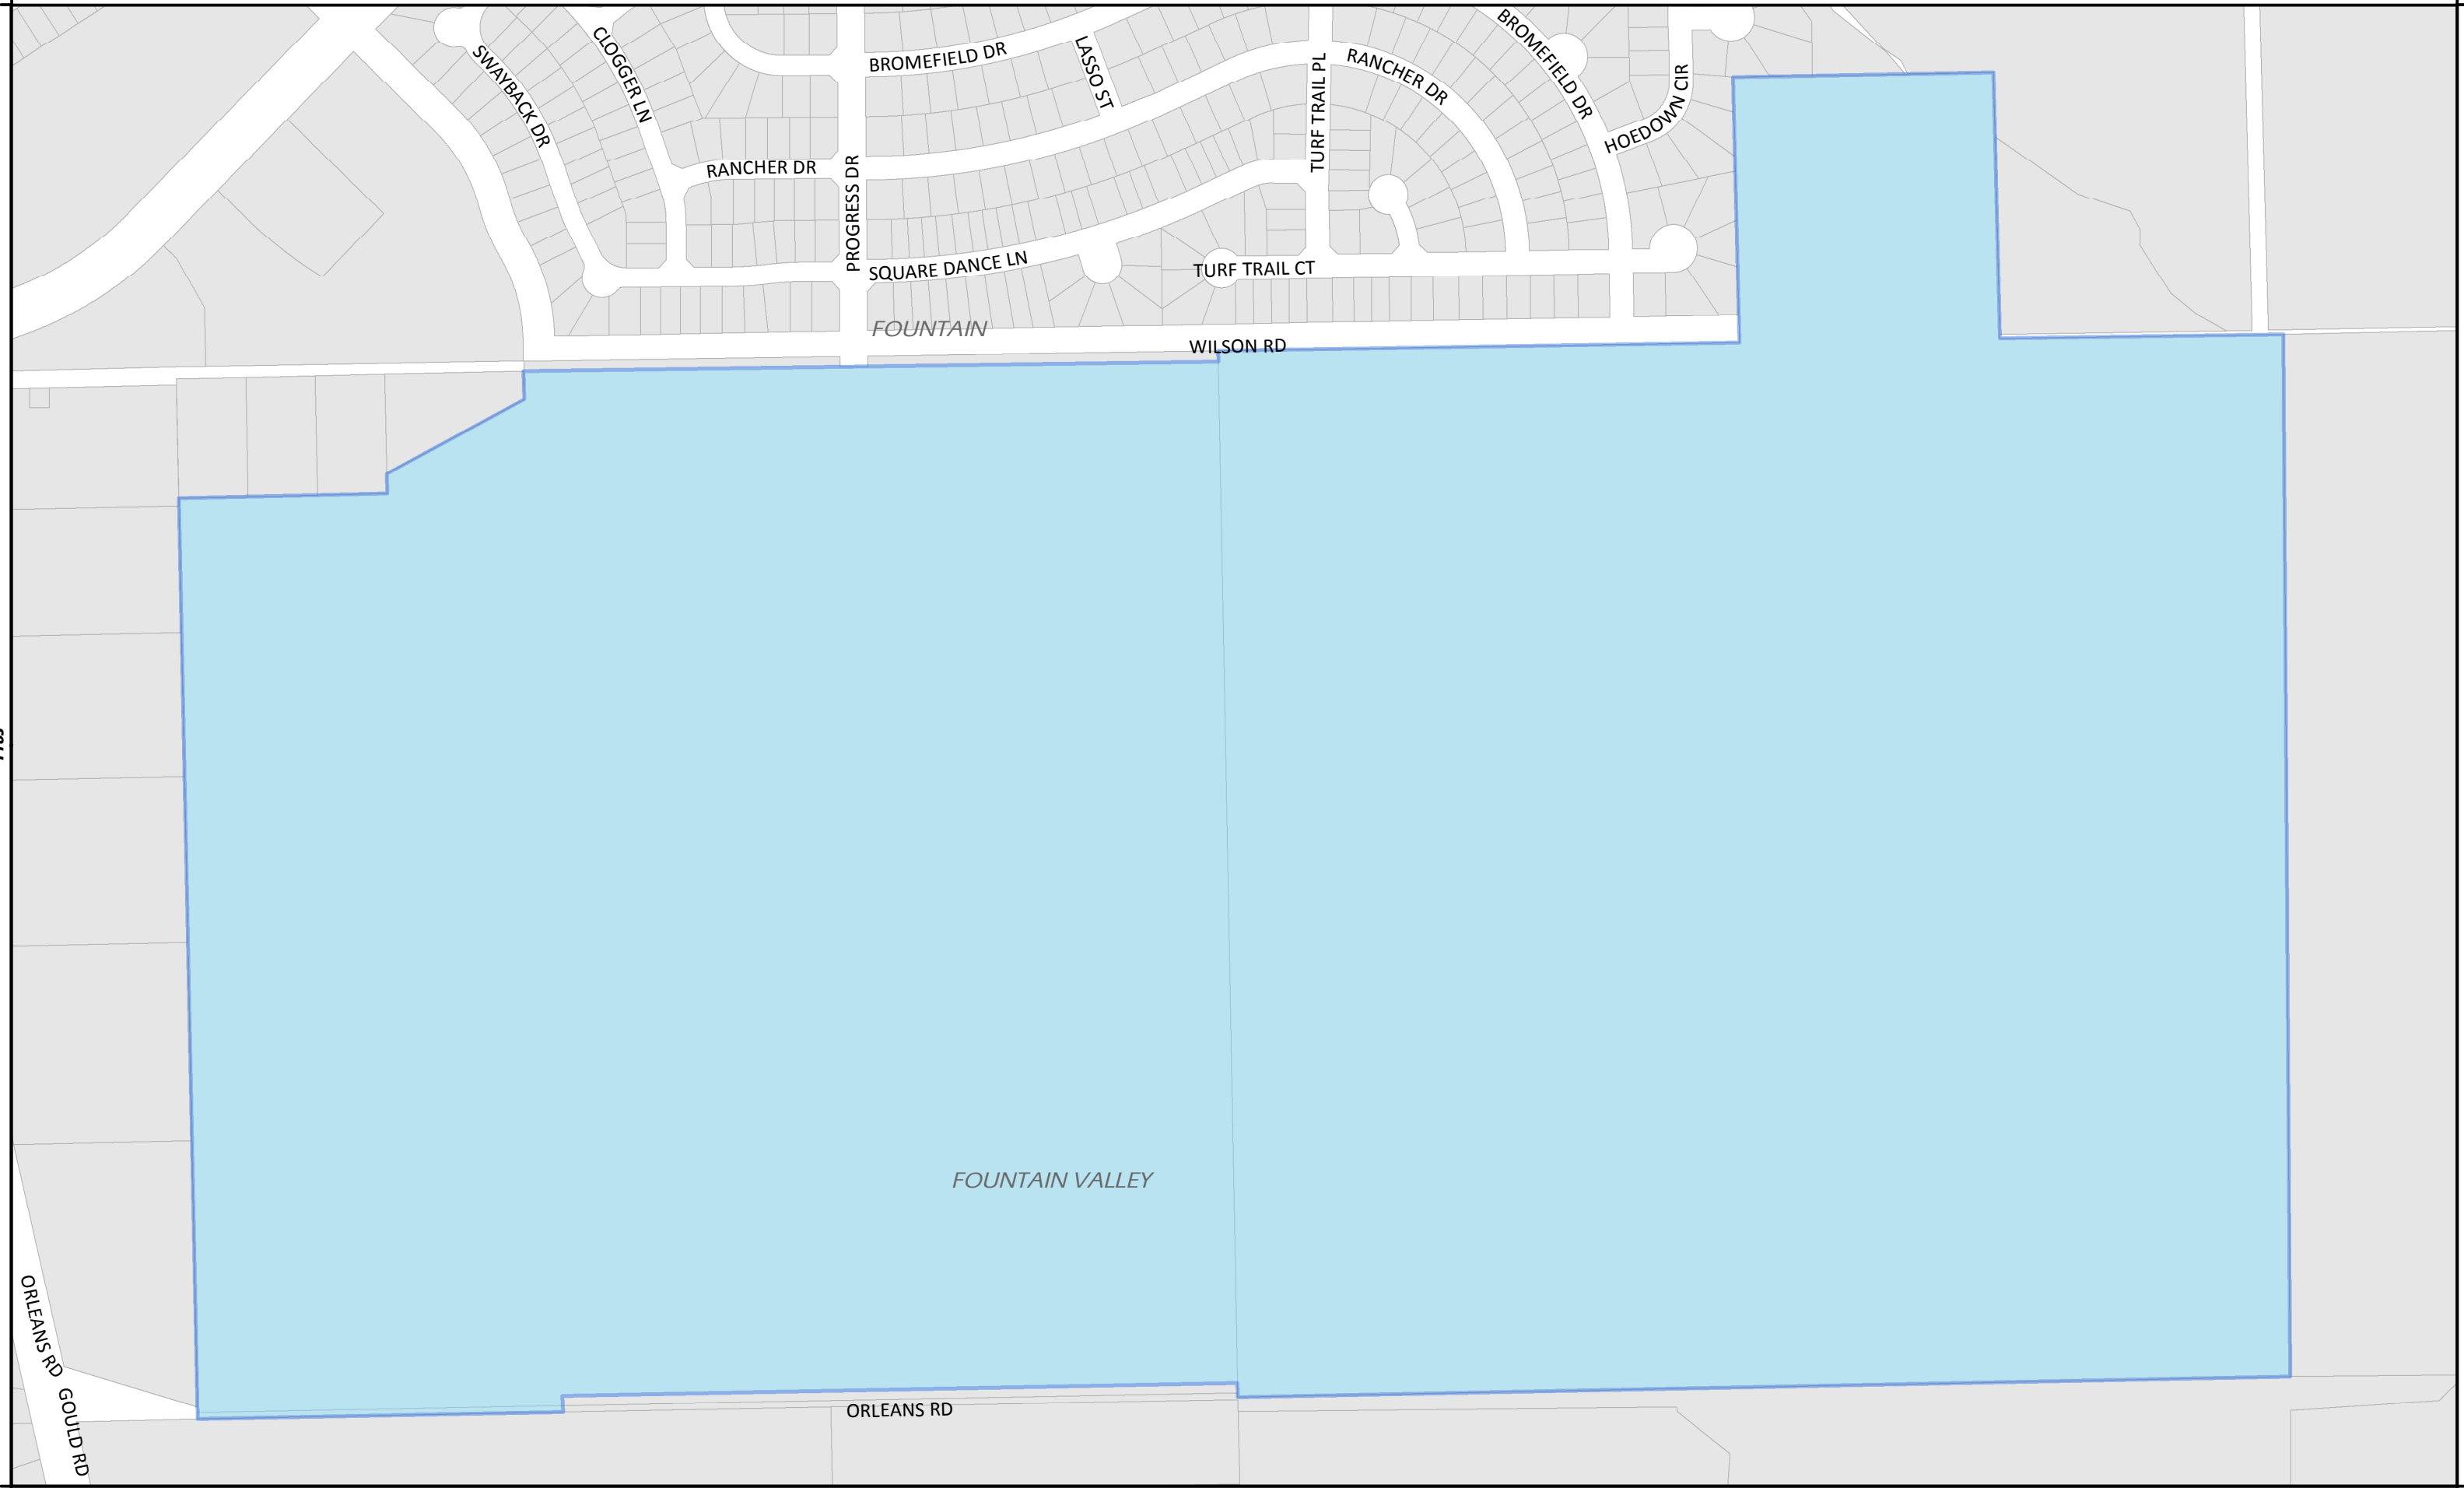 BROMEFIELD DR
CLOGGER LN
SWAYBACK DR
BROMEFIELD DR
LASSO ST
RANCHER DR
TURF TRAIL PL
HOEDOWN CIR
RANCHER DR
PROGRESS DR
SQUARE DANCE LN
TURF TRAIL CT
FOUNTAIN
WILSON RD
FOUNTAIN VALLEY
ORLEANS RD
GOULD RD
ORLEANS RD